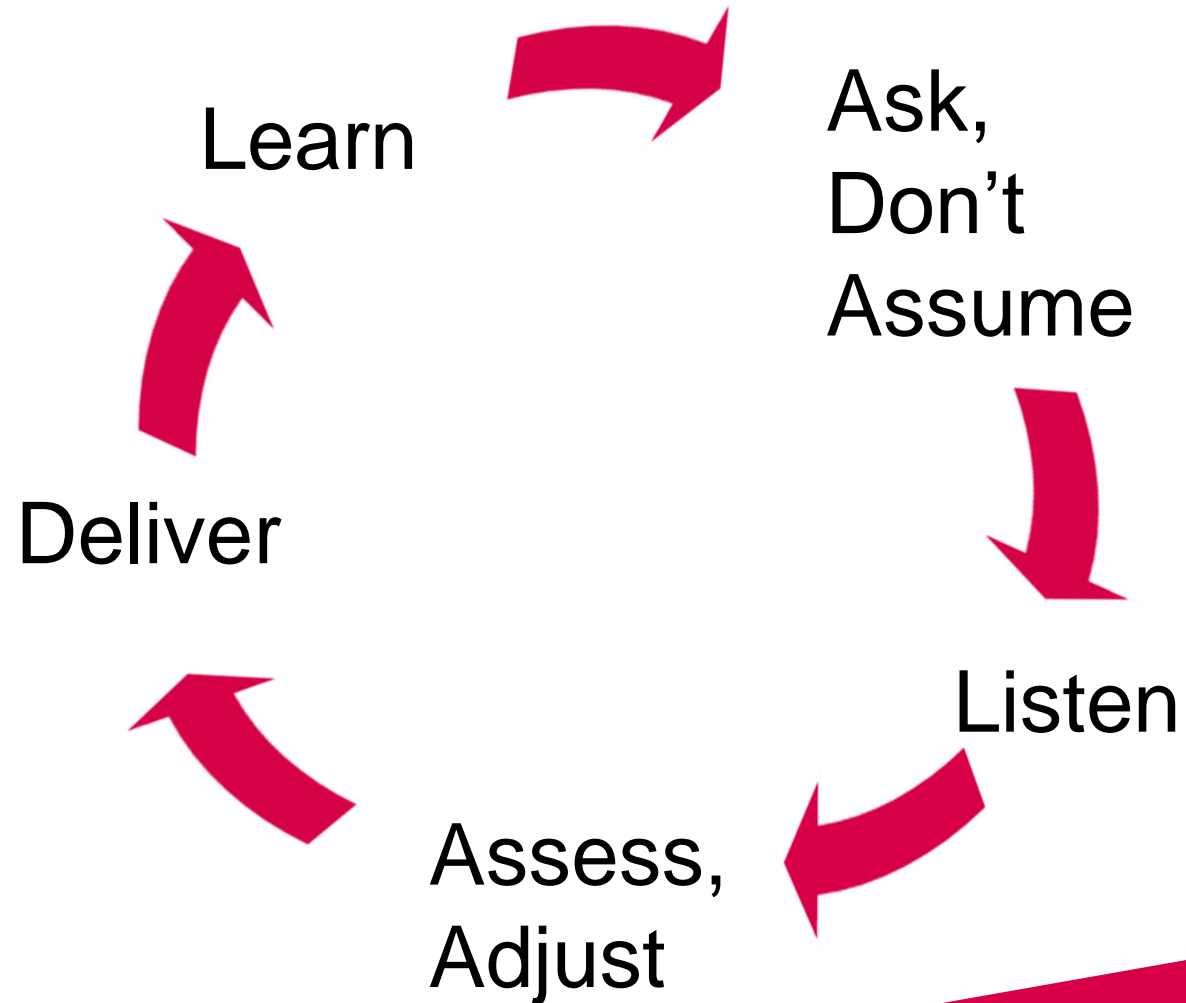 Learn
Ask,
Don’t
Assume
Listen
Assess,
Adjust
Deliver